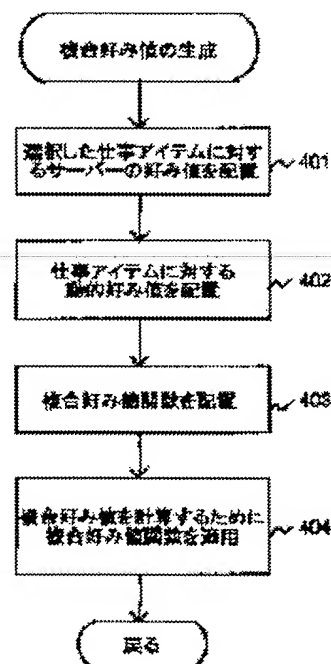 複合好み値の生成
選択した仕事アイテムに対す
るサーバーの好み値を配置
401
仕事アイテムに対する
動的好み値を配置
402
複合好み値関数を配置
403
複合好み値を計算するために
複合好み値関数を適用
404
戻る